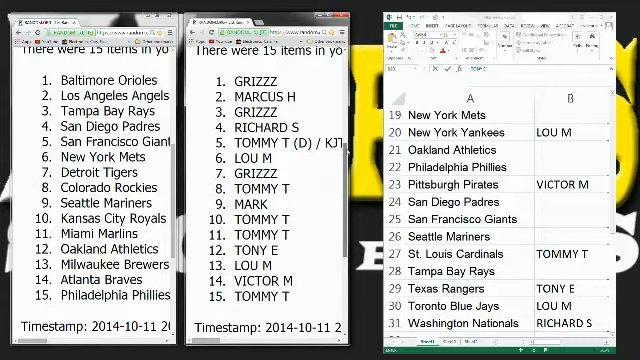 There were 15 items in yo
1. Baltimore Orioles
2. Los Angeles Angels
3. Tampa Bay Rays
4. San Diego Padres
5. San Francisco Giant
6. New York Mets
7. Detroit Tigers
8. Colorado Rockies
9. Seattle Mariners
10. Kansas City Royals
11. Miami Marlins
12. Oakland Athletics
13. Milwaukee Brewers
14. Atlanta Braves
15. Philadelphia Phillies
Timestamp: 2014-10-11 2
There were 15 items in yo
1. GRIZZZ
2. MARCUS H
3. GRIZZZ
4. RICHARD S
5. TOMMY T (D) / KJT
6. LOU M
7. GRIZZZ
8. TOMMY T
9. MARK
10. TOMMY T
11. TOMMY T
12. TONY E
13. LOU M
14. VICTOR M
15. TOMMY T
Timestamp: 2014-10-11 20
A B
19 New York Mets
20 New York Yankees LOU M
21 Oakland Athletics
22 Philadelphia Phillies
23 Pittsburgh Pirates VICTOR M
24 San Diego Padres
25 San Francisco Giants
26 Seattle Mariners
27 St. Louis Cardinals TOMMY T
28 Tampa Bay Rays
29 Texas Rangers TONY E
30 Toronto Blue Jays LOU M
31 Washington Nationals RICHARD S